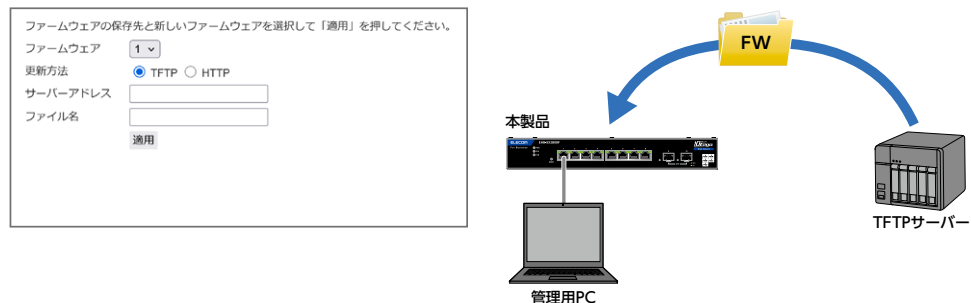 ファームウェアの保存先と新しいファームウェアを選択して「適用」を押してください。
ファームウェア 1
更新方法 TFTP HTTP
サーバーアドレス
ファイル名
適用
FW
本製品
ELECOM
10Giga
TFTPサーバー
管理用PC